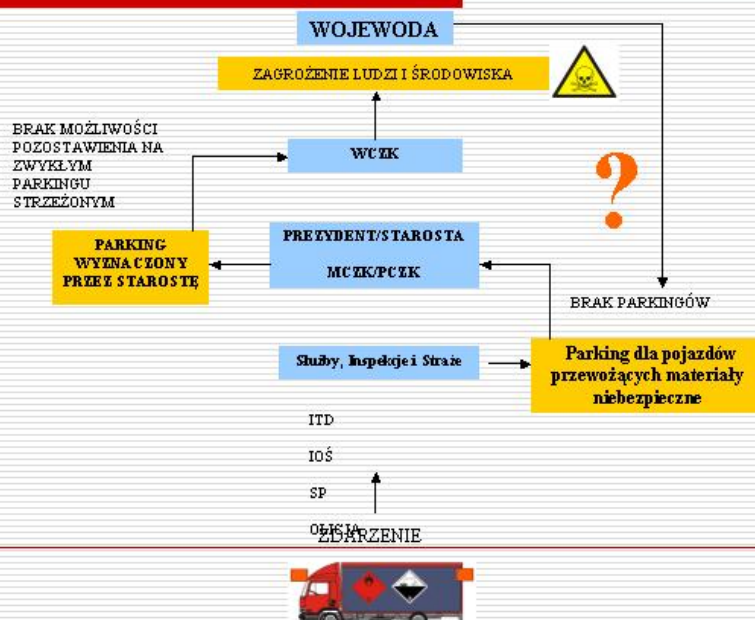 WOJEWODA
ZAGROŻENIE LUDZI I ŚRODOWISKA
BRAK MOŻLIWOŚCI
POZOSTAWIENIA NA
ZWYKŁYM
PARKINGU
STRZEŻONYM
WCZK
?
PARKING
WYZNACZONY
PRZEZ STAROSTĘ
PREZYDENT/STAROSTA
MCZK/PCZK
BRAK PARKINGÓW
Służby, Inspekcje i Straże
Parking dla pojazdów
przewożących materiały
niebezpieczne
ITD
IOŚ
SP
ZDARZENIE